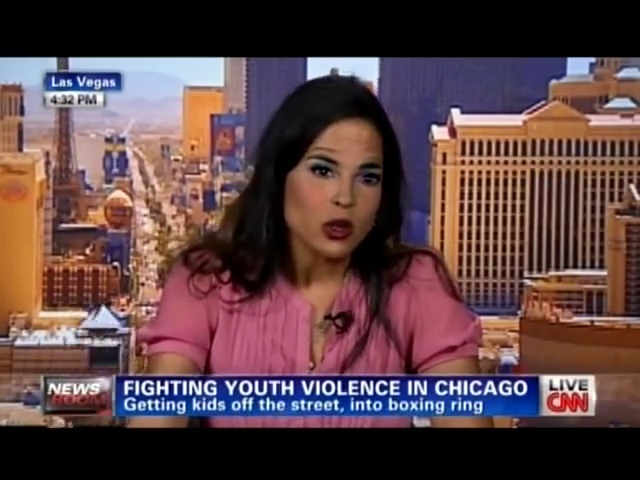 Las Vegas
4:32 PM
NEWS
ROOM
FIGHTING YOUTH VIOLENCE IN CHICAGO
Getting kids off the street, into boxing ring
LIVE
CNN